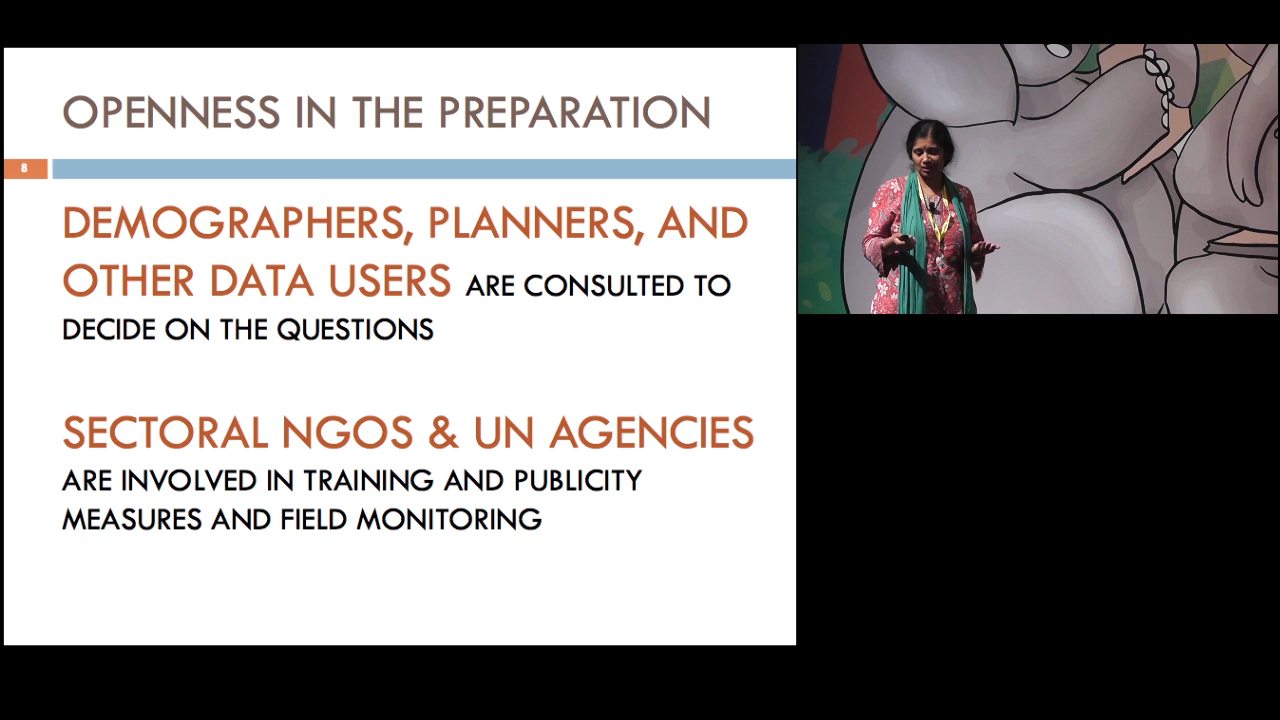 OPENNESS IN THE PREPARATION
8
DEMOGRAPHERS, PLANNERS, AND
OTHER DATA USERS ARE CONSULTED TO
DECIDE ON THE QUESTIONS
SECTORAL NGOS & UN AGENCIES
ARE INVOLVED IN TRAINING AND PUBLICITY
MEASURES AND FIELD MONITORING